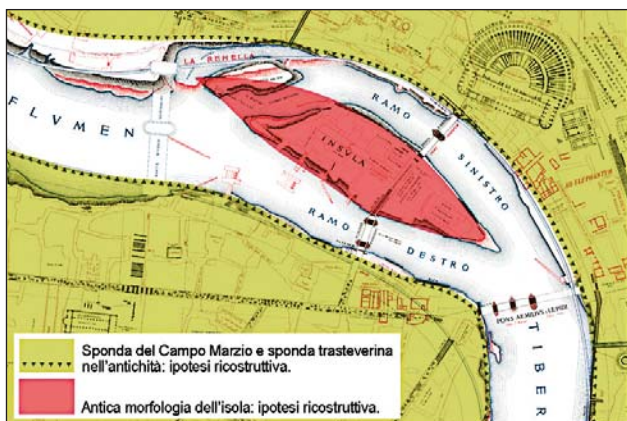 LA REMELLA
FLVMEN
RAMO
SINISTRO
INSVLA
RAMO
DESTRO
PONS AEMILIVS-LEPIDI
TIBER
Sponda del Campo Marzio e sponda trasteverina
nell'antichità: ipotesi ricostruttiva.
Antica morfologia dell'isola: ipotesi ricostruttiva.